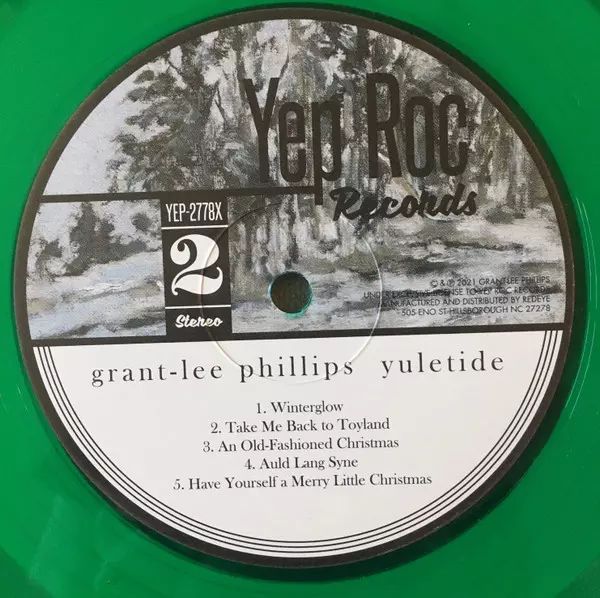 Yep Roc
Records
YEP-2778X
2
Stereo
© & ℗ 2021 GRANT-LEE PHILLIPS
UNDER EXCLUSIVE LICENSE TO YEP ROC RECORDS
MANUFACTURED AND DISTRIBUTED BY REDEYE
505 ENO ST HILLSBOROUGH NC 27278
grant-lee phillips yuletide
1. Winterglow
2. Take Me Back to Toyland
3. An Old-Fashioned Christmas
4. Auld Lang Syne
5. Have Yourself a Merry Little Christmas